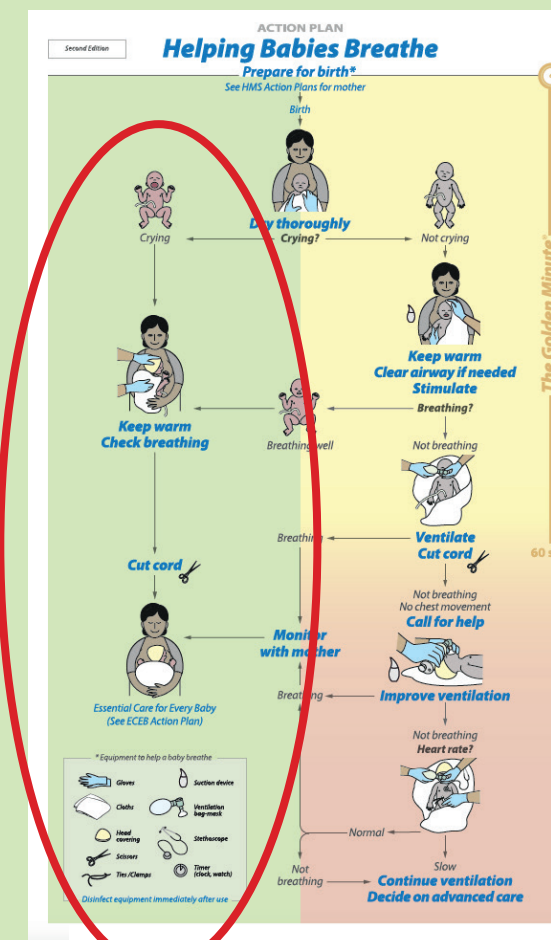 ACTION PLAN
Second Edition
Helping Babies Breathe
Prepare for birth*
See HMS Action Plans for mother
Birth
Dry thoroughly
Crying
Crying?
Not crying
Keep warm
Clear airway if needed
Stimulate
Keep warm
Check breathing
Breathing well
Breathing?
Not breathing
Breathing
Ventilate
Cut cord
Cut cord
Not breathing
No chest movement
Call for help
Monitor
with mother
Essential Care for Every Baby
(See ECEB Action Plan)
Breathing
Improve ventilation
Not breathing
Heart rate?
Normal
Not
breathing
Slow
Continue ventilation
Decide on advanced care
* Equipment to help a baby breathe
Gloves
Suction device
Cloths
Ventilation
bag-mask
Head
covering
Stethoscope
Scissors
Ties/Clamps
Timer
(clock, watch)
Disinfect equipment immediately after use
The Golden Minute®
60 s